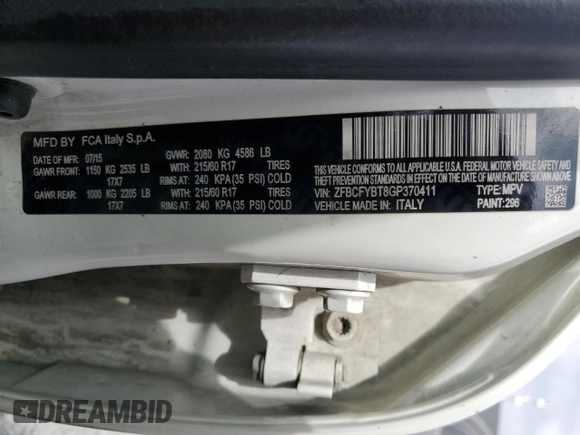 MFD BY FCA Italy S.p.A.
DATE OF MFR: 07/15 GVWR: 2080 KG 4586 LB
GAWR FRONT: 1150 KG 2535 LB WITH: 215/60 R17 TIRES
17X7 RIMS AT: 240 KPA(35 PSI) COLD
GAWR REAR: 1000 KG 2205 LB WITH: 215/60 R17 TIRES
17X7 RIMS AT: 240 KPA(35 PSI) COLD
THIS VEHICLE CONFORMS TO ALL APPLICABLE U.S.A. FEDERAL MOTOR VEHICLE SAFETY
AND THEFT PREVENTION STANDARDS IN EFFECT ON THE DATE OF MANUFACTURE SHOWN ABOVE.
VIN: ZFBCFYBT8GP370411 TYPE: MPV
VEHICLE MADE IN: ITALY PAINT: 296
DREAMBID